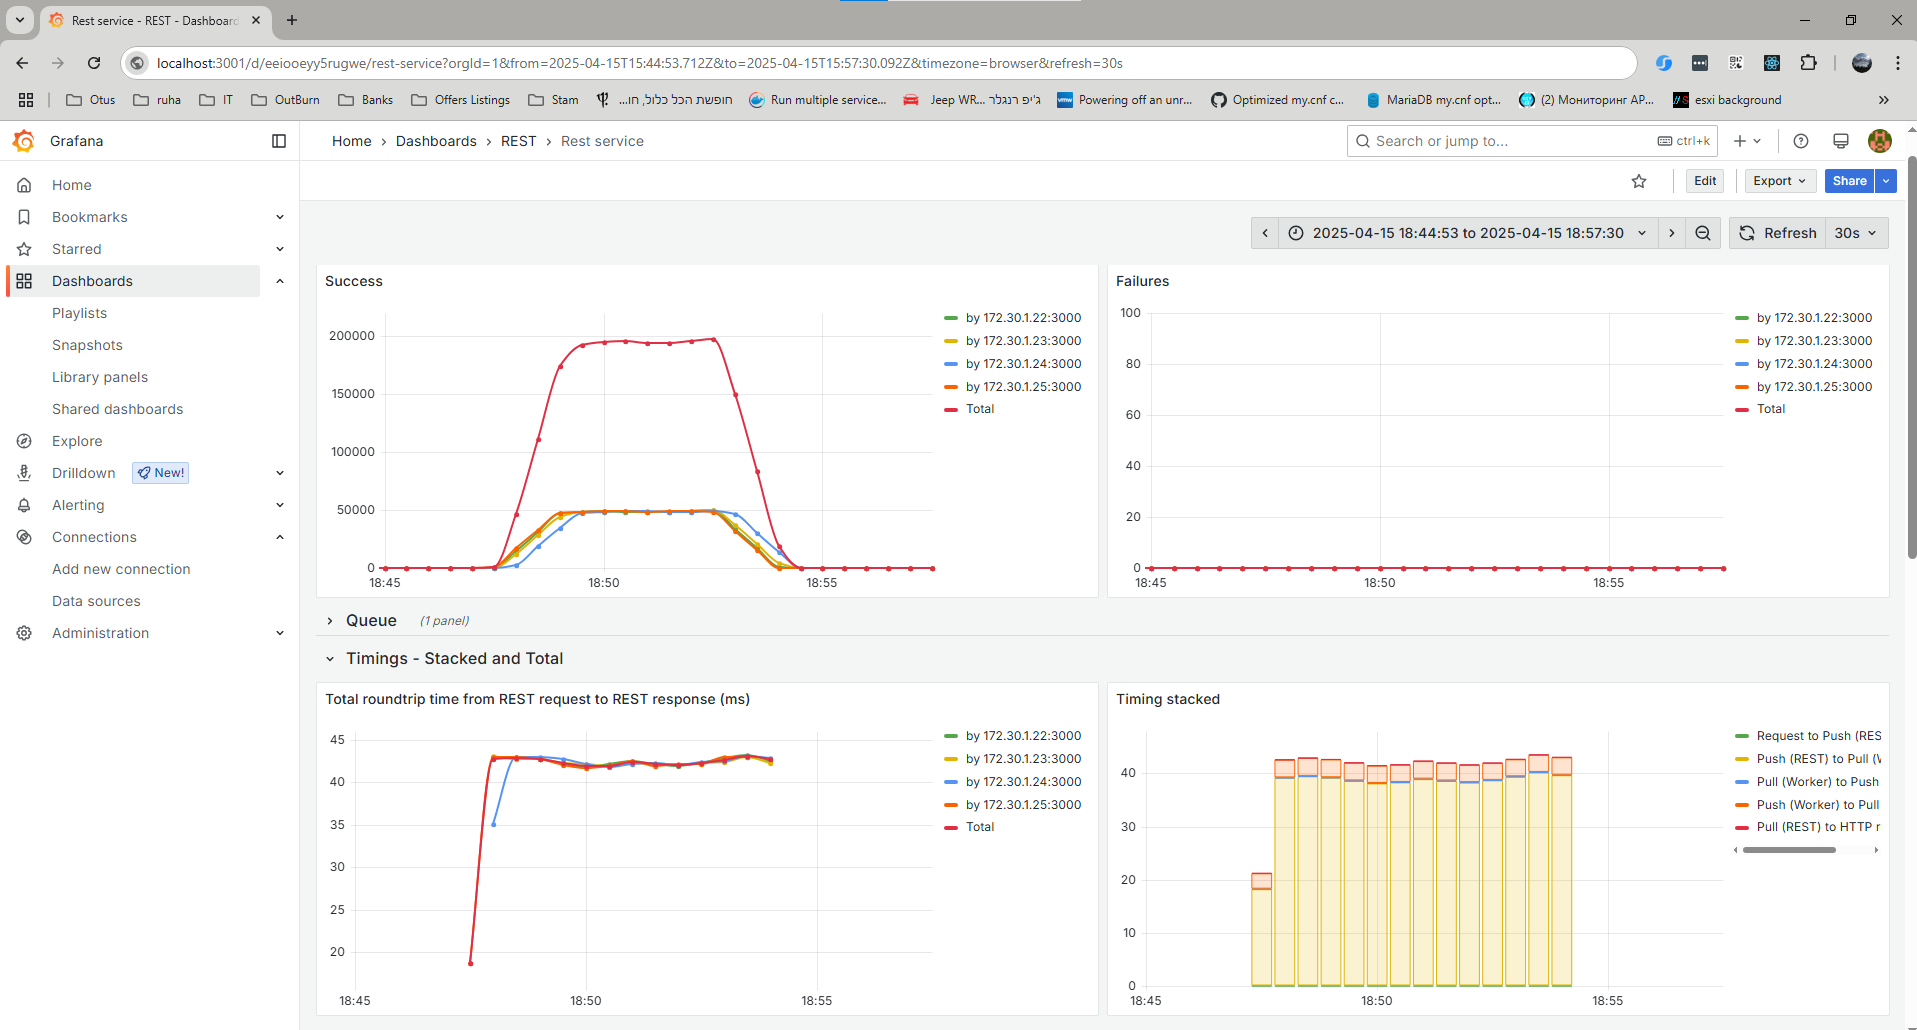 Rest service - REST - Dashboard
localhost:3001/d/eeiooeyy5rugwe/rest-service?orgId=1&from=2025-04-15T15:44:53.712Z&to=2025-04-15T15:57:30.092Z&timezone=browser&refresh=30s
Otus ruha IT OutBurn Banks Offers Listings Stam חופשת הכל כלול, חו... Run multiple service... ג'יפ רנגלר Jeep WR... Powering off an unr... Optimized my.cnf c... MariaDB my.cnf opt... (2) Мониторинг AP... esxi background
Grafana
Home › Dashboards › REST › Rest service
Search or jump to... ctrl+k
Edit Export Share
2025-04-15 18:44:53 to 2025-04-15 18:57:30 Refresh 30s
Home
Bookmarks
Starred
Dashboards
Playlists
Snapshots
Library panels
Shared dashboards
Explore
Drilldown New!
Alerting
Connections
Add new connection
Data sources
Administration
Success
200000
150000
100000
50000
0
18:45 18:50 18:55
by 172.30.1.22:3000
by 172.30.1.23:3000
by 172.30.1.24:3000
by 172.30.1.25:3000
Total
Failures
100
80
60
40
20
0
18:45 18:50 18:55
by 172.30.1.22:3000
by 172.30.1.23:3000
by 172.30.1.24:3000
by 172.30.1.25:3000
Total
Queue (1 panel)
Timings - Stacked and Total
Total roundtrip time from REST request to REST response (ms)
45
40
35
30
25
20
18:45 18:50 18:55
by 172.30.1.22:3000
by 172.30.1.23:3000
by 172.30.1.24:3000
by 172.30.1.25:3000
Total
Timing stacked
40
30
20
10
0
18:45 18:50 18:55
Request to Push (RES
Push (REST) to Pull (
Pull (Worker) to Push
Push (Worker) to Pull
Pull (REST) to HTTP r